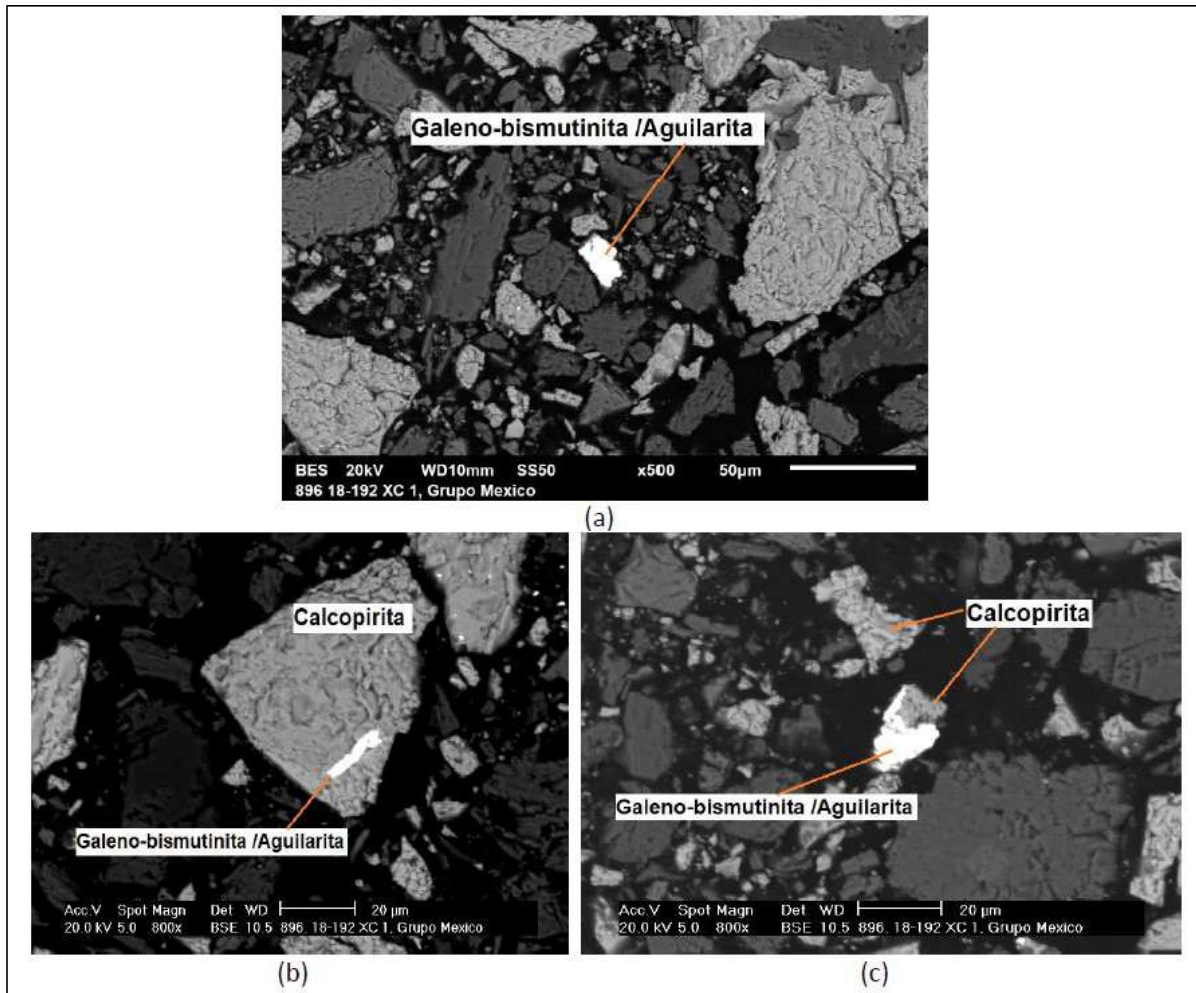 Galeno-bismutinita /Aguilarita
BES 20kV WD10mm SS50 x500 50µm
896 18-192 XC 1, Grupo Mexico
(a)
Calcopirita
Galeno-bismutinita /Aguilarita
Acc.V Spot Magn Det WD 20 µm
20.0 kV 5.0 800x BSE 10.5 896, 18-192 XC 1, Grupo Mexico
(b)
Calcopirita
Galeno-bismutinita /Aguilarita
Acc.V Spot Magn Det WD 20 µm
20.0 kV 5.0 800x BSE 10.5 896, 18-192 XC 1, Grupo Mexico
(c)